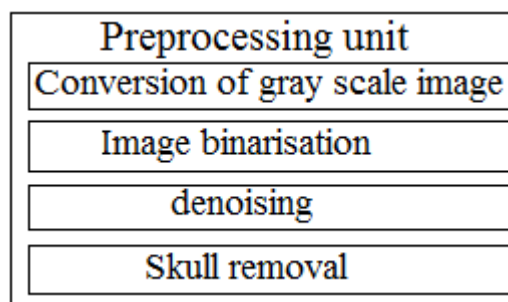 Preprocessing unit
Conversion of gray scale image
Image binarisation
denoising
Skull removal